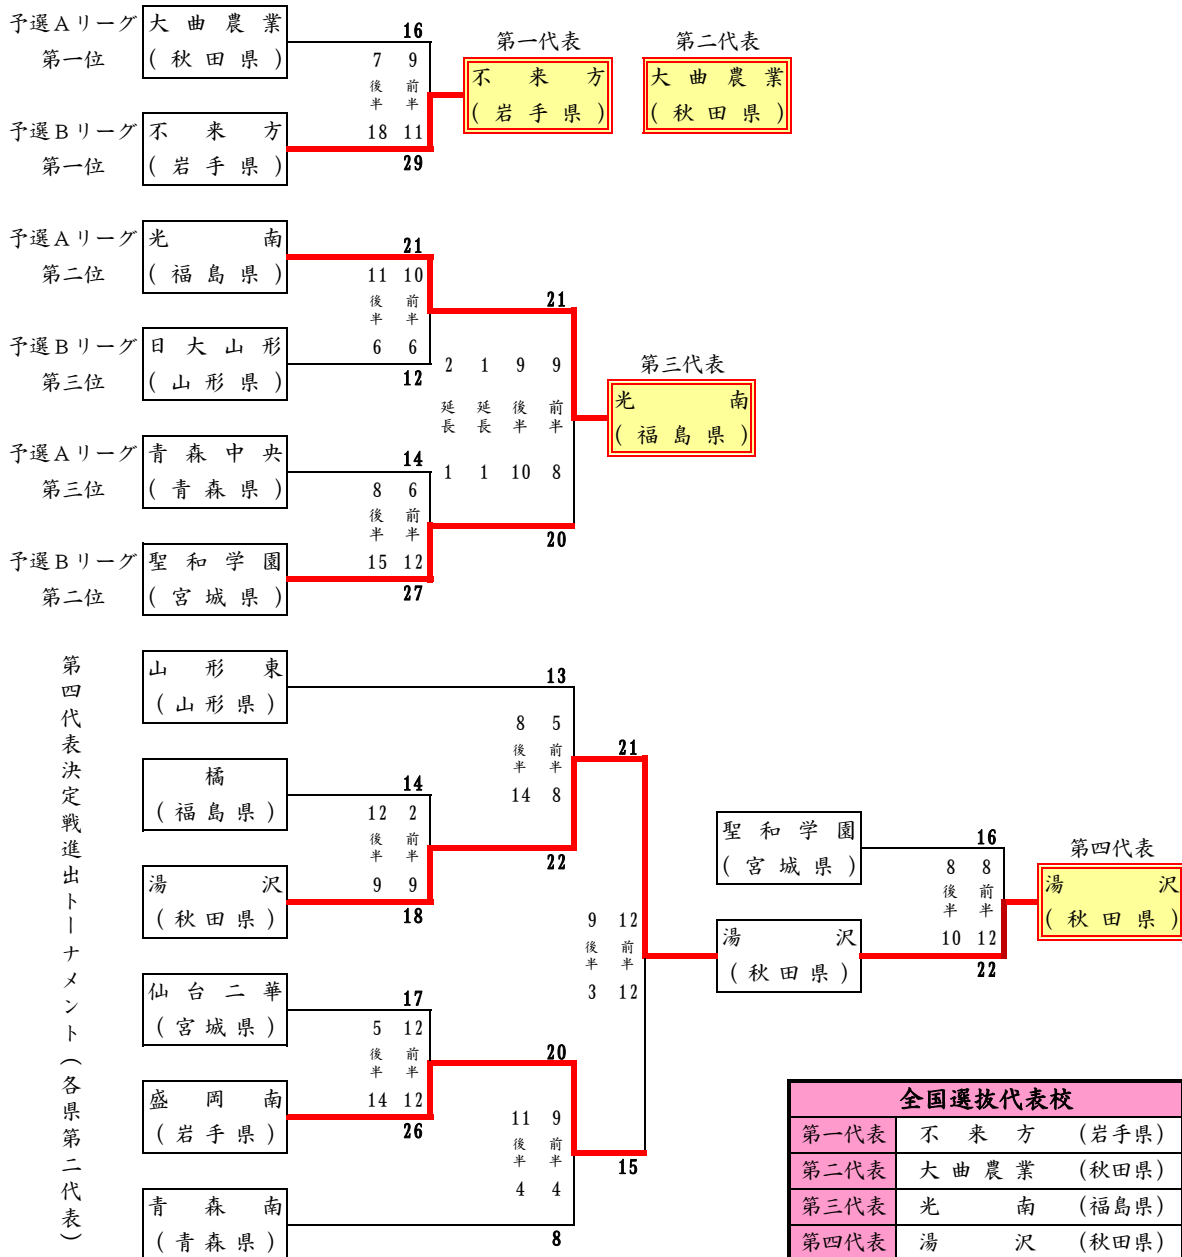 予選Aリーグ
第一位
大曲農業
(秋田県)
16
7 9
後半 前半
18 11
29
予選Bリーグ
第一位
不来方
(岩手県)
第一代表
不来方
(岩手県)
第二代表
大曲農業
(秋田県)
予選Aリーグ
第二位
光南
(福島県)
21
11 10
後半 前半
6 6
12
予選Bリーグ
第三位
日大山形
(山形県)
21
2 1 9 9
延長 延長 後半 前半
1 1 10 8
20
第三代表
光南
(福島県)
予選Aリーグ
第三位
青森中央
(青森県)
14
8 6
後半 前半
15 12
27
予選Bリーグ
第二位
聖和学園
(宮城県)
第四代表決定戦進出トーナメント(各県第二代表)
山形東
(山形県)
13
8 5
後半 前半
14 8
22
橘
(福島県)
14
12 2
後半 前半
9 9
18
湯沢
(秋田県)
21
9 12
後半 前半
3 12
15
仙台二華
(宮城県)
17
5 12
後半 前半
14 12
26
盛岡南
(岩手県)
20
11 9
後半 前半
4 4
8
青森南
(青森県)
聖和学園
(宮城県)
16
8 8
後半 前半
10 12
22
湯沢
(秋田県)
第四代表
湯沢
(秋田県)
全国選抜代表校
第一代表 不来方 (岩手県)
第二代表 大曲農業 (秋田県)
第三代表 光南 (福島県)
第四代表 湯沢 (秋田県)